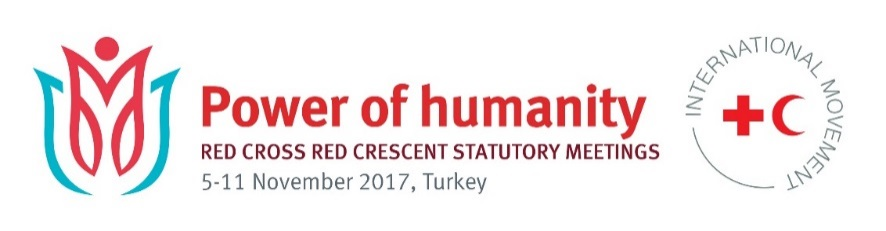 Power of humanity
RED CROSS RED CRESCENT STATUTORY MEETINGS
5-11 November 2017, Turkey
INTERNATIONAL MOVEMENT